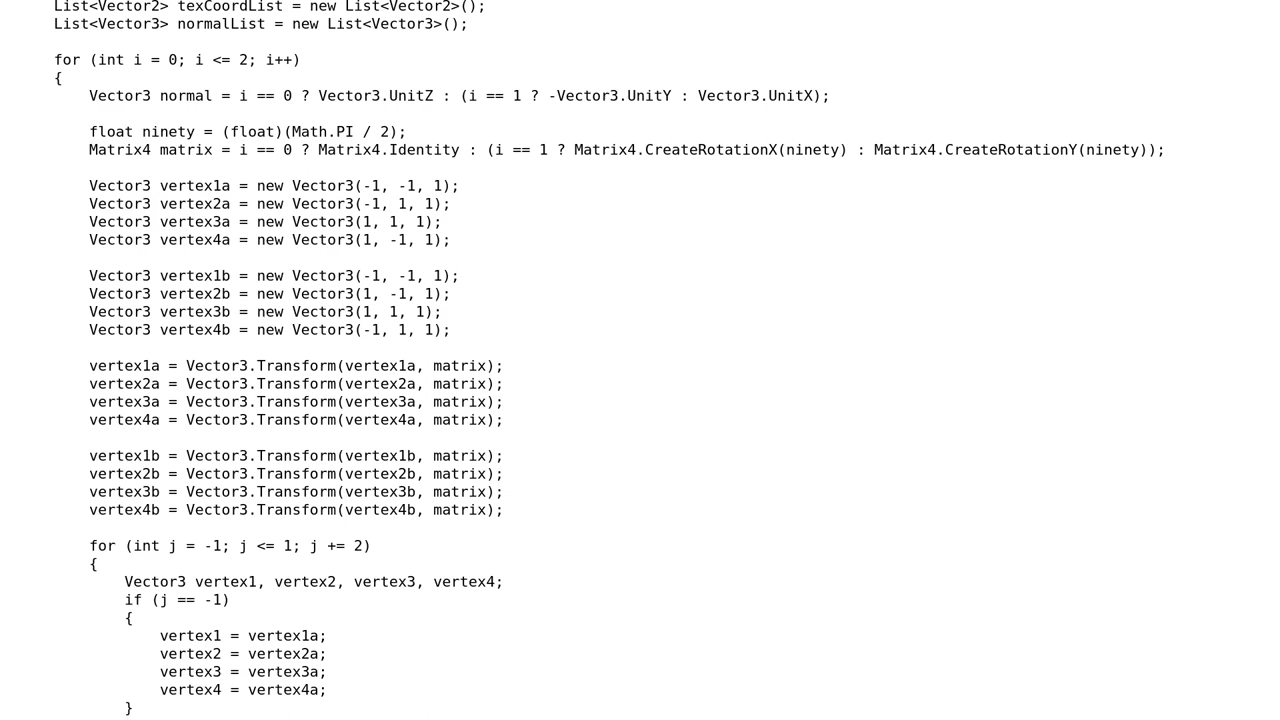 List<Vector2> texCoordList = new List<Vector2>();
List<Vector3> normalList = new List<Vector3>();
for (int i = 0; i <= 2; i++)
{
Vector3 normal = i == 0 ? Vector3.UnitZ : (i == 1 ? -Vector3.UnitY : Vector3.UnitX);
float ninety = (float)(Math.PI / 2);
Matrix4 matrix = i == 0 ? Matrix4.Identity : (i == 1 ? Matrix4.CreateRotationX(ninety) : Matrix4.CreateRotationY(ninety));
Vector3 vertex1a = new Vector3(-1, -1, 1);
Vector3 vertex2a = new Vector3(-1, 1, 1);
Vector3 vertex3a = new Vector3(1, 1, 1);
Vector3 vertex4a = new Vector3(1, -1, 1);
Vector3 vertex1b = new Vector3(-1, -1, 1);
Vector3 vertex2b = new Vector3(1, -1, 1);
Vector3 vertex3b = new Vector3(1, 1, 1);
Vector3 vertex4b = new Vector3(-1, 1, 1);
vertex1a = Vector3.Transform(vertex1a, matrix);
vertex2a = Vector3.Transform(vertex2a, matrix);
vertex3a = Vector3.Transform(vertex3a, matrix);
vertex4a = Vector3.Transform(vertex4a, matrix);
vertex1b = Vector3.Transform(vertex1b, matrix);
vertex2b = Vector3.Transform(vertex2b, matrix);
vertex3b = Vector3.Transform(vertex3b, matrix);
vertex4b = Vector3.Transform(vertex4b, matrix);
for (int j = -1; j <= 1; j += 2)
{
Vector3 vertex1, vertex2, vertex3, vertex4;
if (j == -1)
{
vertex1 = vertex1a;
vertex2 = vertex2a;
vertex3 = vertex3a;
vertex4 = vertex4a;
}